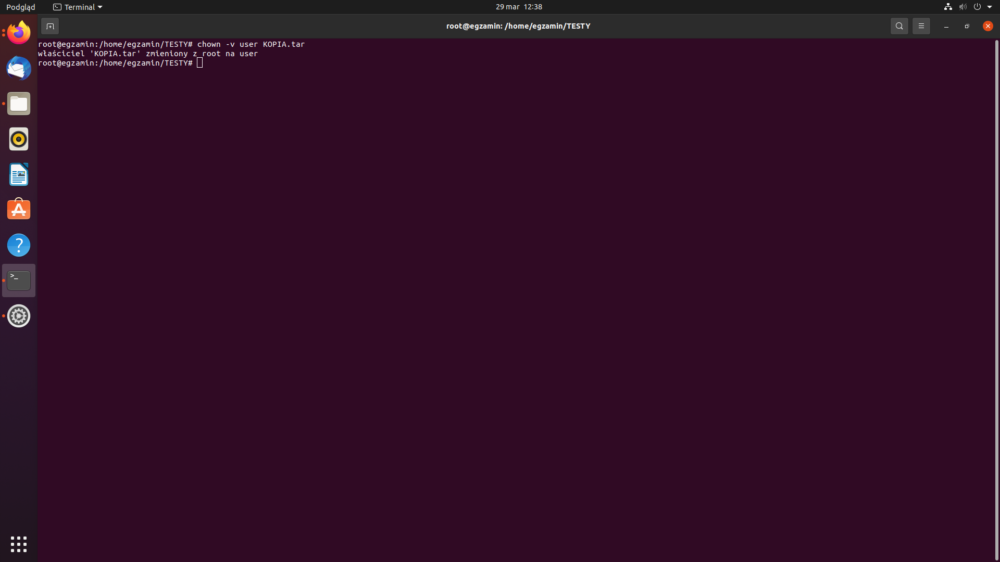 Podgląd
Terminal
29 mar 12:38
root@egzamin: /home/egzamin/TESTY
root@egzamin:/home/egzamin/TESTY# chown -v user KOPIA.tar
właściciel 'KOPIA.tar' zmieniony z root na user
root@egzamin:/home/egzamin/TESTY#